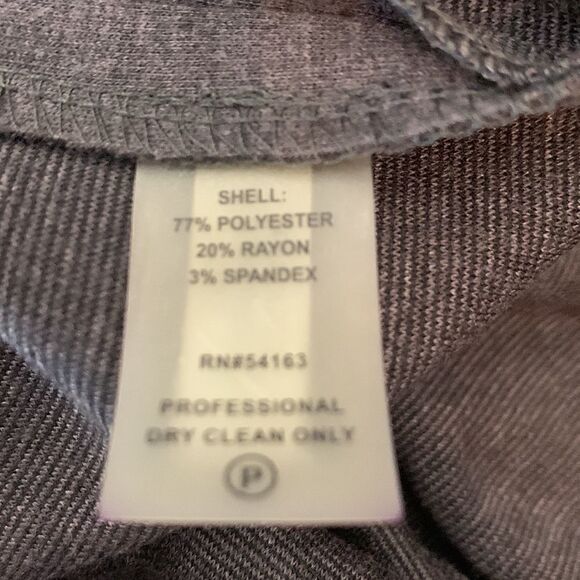 SHELL:
77% POLYESTER
20% RAYON
3% SPANDEX
RN#54163
PROFESSIONAL
DRY CLEAN ONLY
P